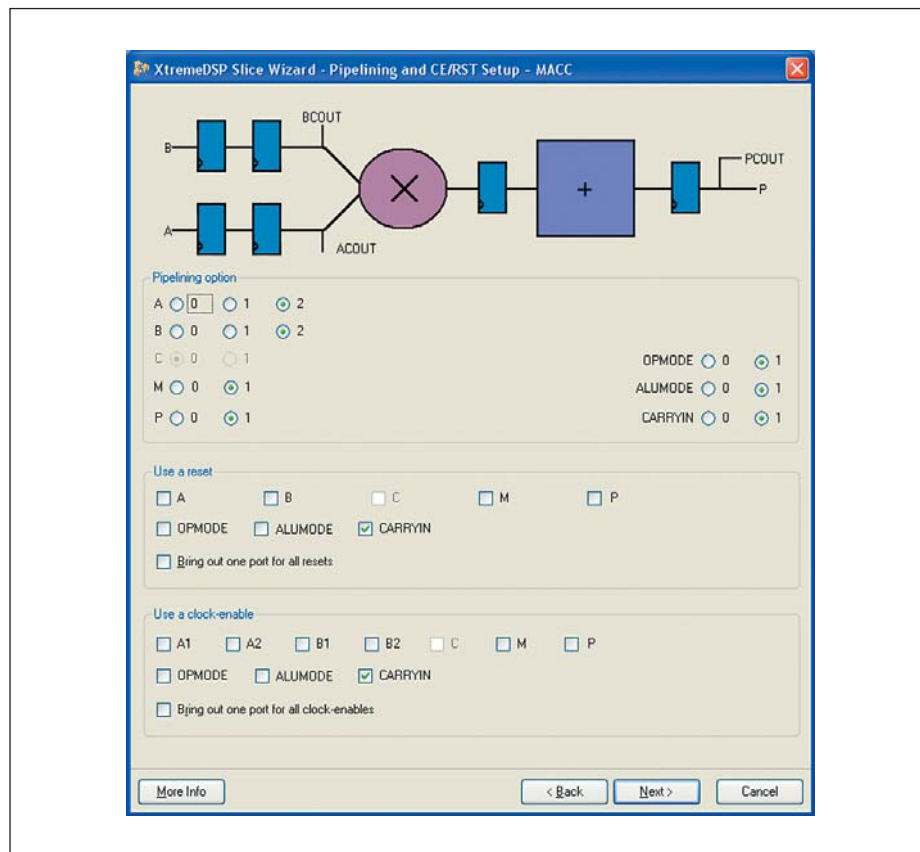 XtremeDSP Slice Wizard - Pipelining and CE/RST Setup - MACC
BCOUT
B
PCOUT
+
P
A
ACOUT
Pipelining option
A 0 1 2
B 0 1 2
C 0 1
OPMODE 0 1
M 0 1
ALUMODE 0 1
P 0 1
CARRYIN 0 1
Use a reset
A B C M P
OPMODE ALUMODE CARRYIN
Bring out one port for all resets
Use a clock-enable
A1 A2 B1 B2 C M P
OPMODE ALUMODE CARRYIN
Bring out one port for all clock-enables
More Info < Back Next > Cancel